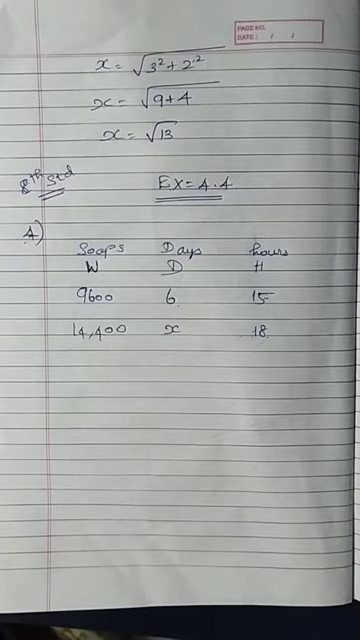 PAGE NO.
DATE: / /
x = √3²+2²
x = √9+4
x = √13
8th Std
Ex = 4.4
4)
Soaps Days hours
W D H
9600 6 15
14,400 x 18